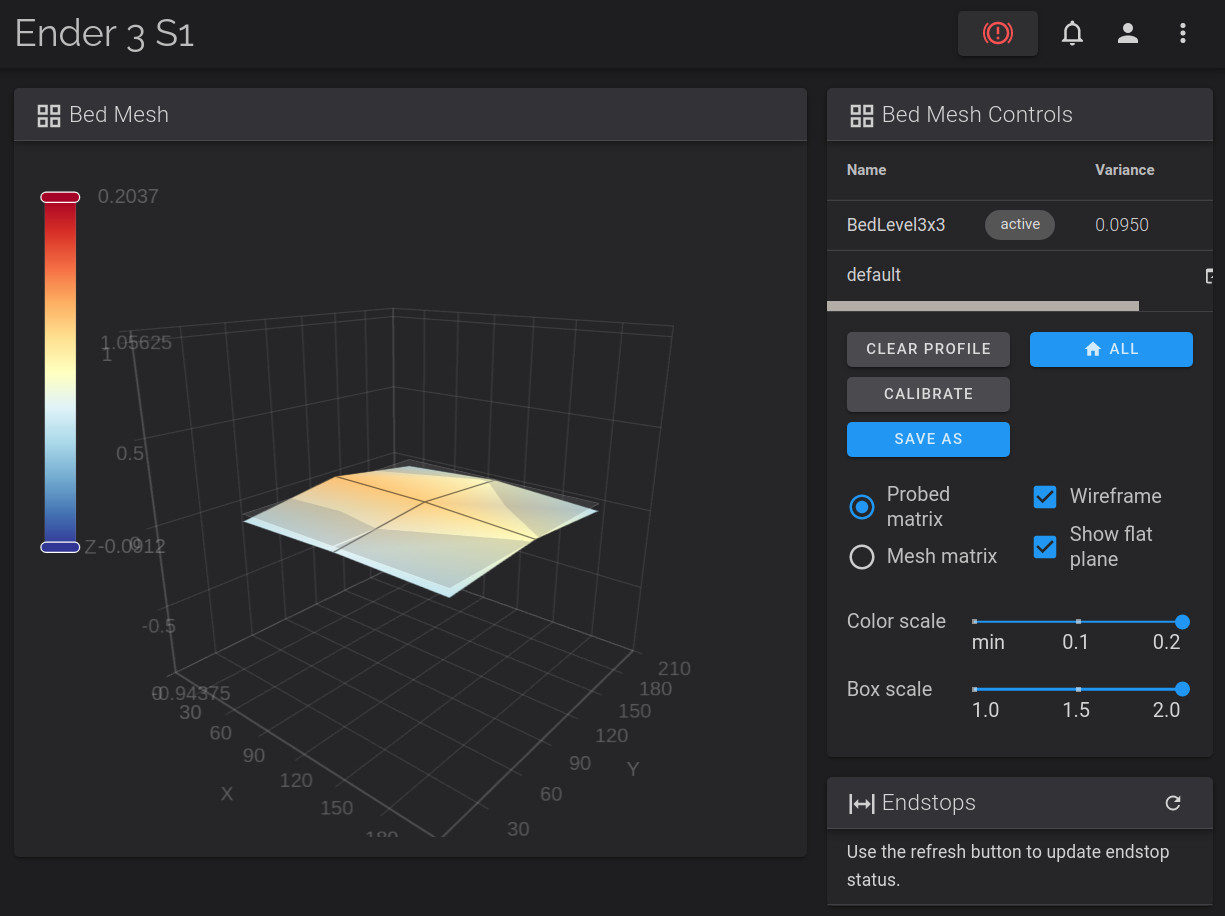 Ender 3 S1
Bed Mesh
0.2037
1.05625
1
0.5
0
Z
-0.0912
-0.5
-0.94375
30
60
90
120
150
180
X
210
180
150
120
90
60
30
Y
Bed Mesh Controls
Name Variance
BedLevel3x3 active 0.0950
default
CLEAR PROFILE
ALL
CALIBRATE
SAVE AS
Probed
matrix
Mesh matrix
Wireframe
Show flat
plane
Color scale
min 0.1 0.2
Box scale
1.0 1.5 2.0
Endstops
Use the refresh button to update endstop
status.